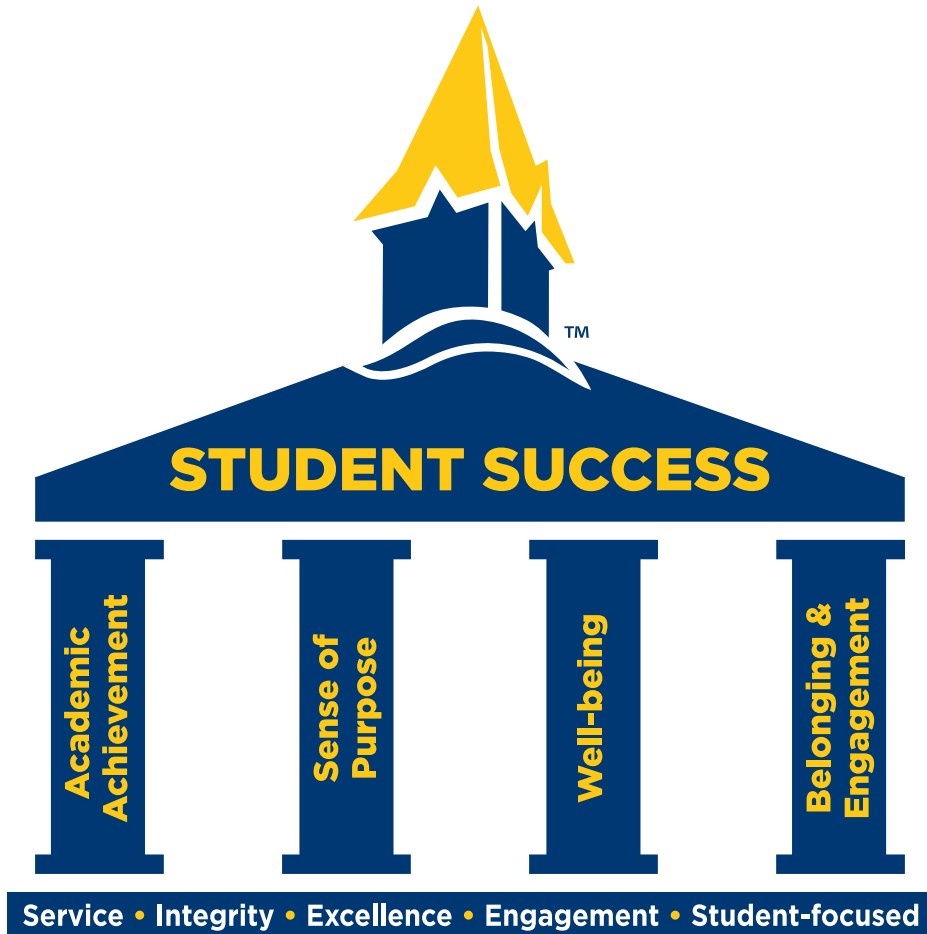 TM
STUDENT SUCCESS
Academic
Achievement
Sense of
Purpose
Well-being
Belonging &
Engagement
Service • Integrity • Excellence • Engagement • Student-focused